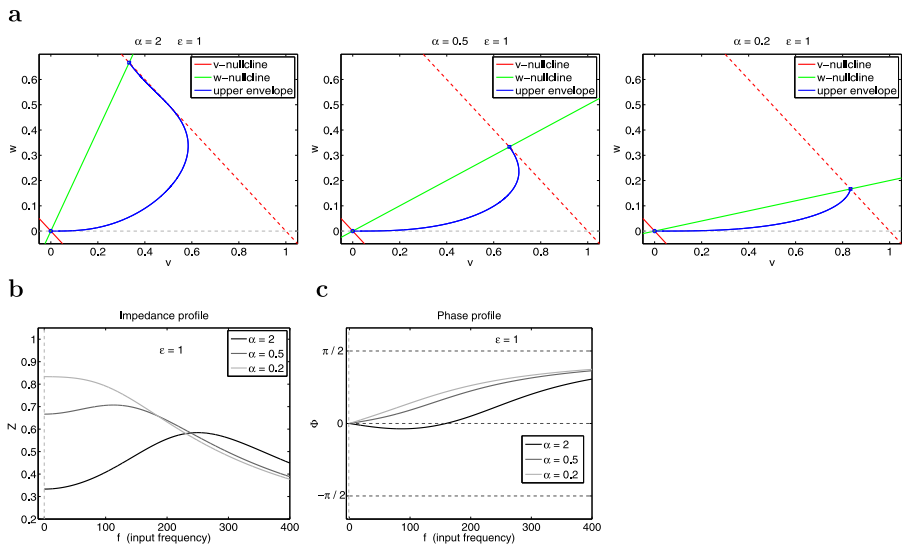 a
α = 2 ε = 1
α = 0.5 ε = 1
α = 0.2 ε = 1
v−nullcline
w−nullcline
upper envelope
v−nullcline
w−nullcline
upper envelope
v−nullcline
w−nullcline
upper envelope
w
0.6
0.5
0.4
0.3
0.2
0.1
0
0 0.2 0.4 0.6 0.8 1
v
w
0.6
0.5
0.4
0.3
0.2
0.1
0
0 0.2 0.4 0.6 0.8 1
v
w
0.6
0.5
0.4
0.3
0.2
0.1
0
0 0.2 0.4 0.6 0.8 1
v
b
Impedance profile
ε = 1
α = 2
α = 0.5
α = 0.2
Z
1
0.9
0.8
0.7
0.6
0.5
0.4
0.3
0.2
0 100 200 300 400
f (input frequency)
c
Phase profile
ε = 1
π / 2
0
−π / 2
Φ
α = 2
α = 0.5
α = 0.2
0 100 200 300 400
f (input frequency)